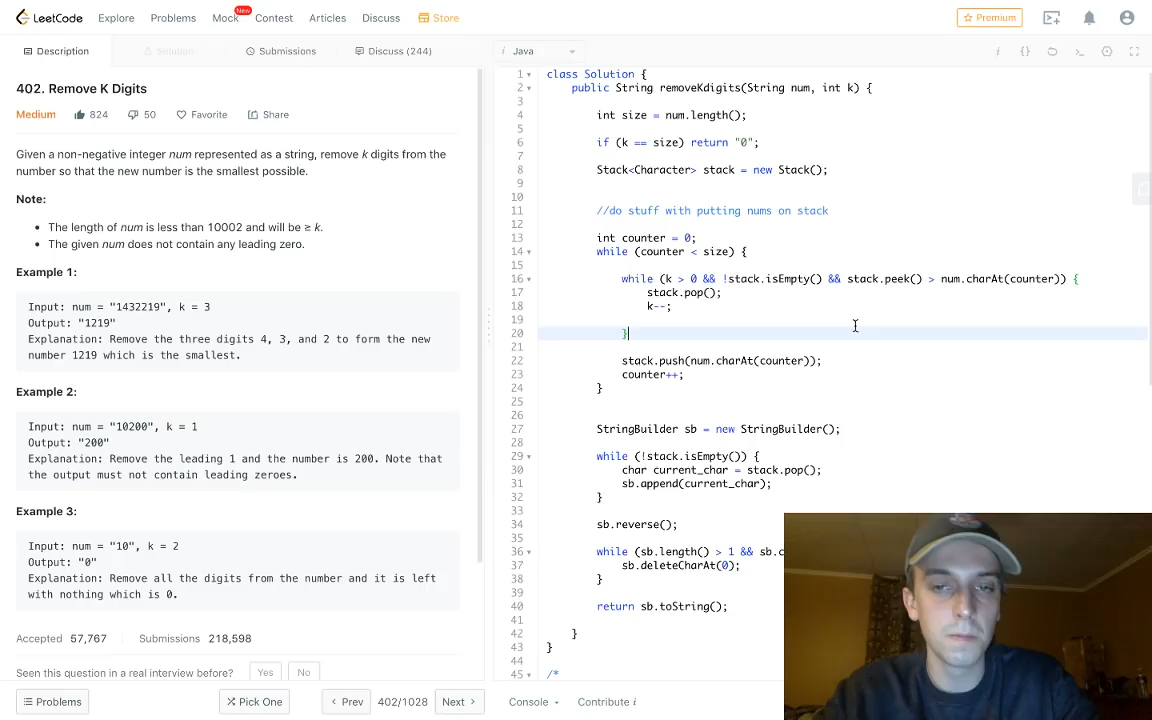 LeetCode Explore Problems Mock New Contest Articles Discuss Store Premium
Description Solution Submissions Discuss (244)
402. Remove K Digits
Medium 824 50 Favorite Share
Given a non-negative integer num represented as a string, remove k digits from the
number so that the new number is the smallest possible.
Note:
• The length of num is less than 10002 and will be ≥ k.
• The given num does not contain any leading zero.
Example 1:
Input: num = "1432219", k = 3
Output: "1219"
Explanation: Remove the three digits 4, 3, and 2 to form the new
number 1219 which is the smallest.
Example 2:
Input: num = "10200", k = 1
Output: "200"
Explanation: Remove the leading 1 and the number is 200. Note that
the output must not contain leading zeroes.
Example 3:
Input: num = "10", k = 2
Output: "0"
Explanation: Remove all the digits from the number and it is left
with nothing which is 0.
Accepted 57,767 Submissions 218,598
Seen this question in a real interview before? Yes No
Problems Pick One Prev 402/1028 Next
i Java i {}
1 class Solution {
2 public String removeKdigits(String num, int k) {
3
4 int size = num.length();
5
6 if (k == size) return "0";
7
8 Stack<Character> stack = new Stack();
9
10
11 //do stuff with putting nums on stack
12
13 int counter = 0;
14 while (counter < size) {
15
16 while (k > 0 && !stack.isEmpty() && stack.peek() > num.charAt(counter)) {
17 stack.pop();
18 k--;
19
20 }
21
22 stack.push(num.charAt(counter));
23 counter++;
24 }
25
26
27 StringBuilder sb = new StringBuilder();
28
29 while (!stack.isEmpty()) {
30 char current_char = stack.pop();
31 sb.append(current_char);
32 }
33
34 sb.reverse();
35
36 while (sb.length() > 1 && sb.c
37 sb.deleteCharAt(0);
38 }
39
40 return sb.toString();
41
42 }
43 }
44
45 /*
Console Contribute i